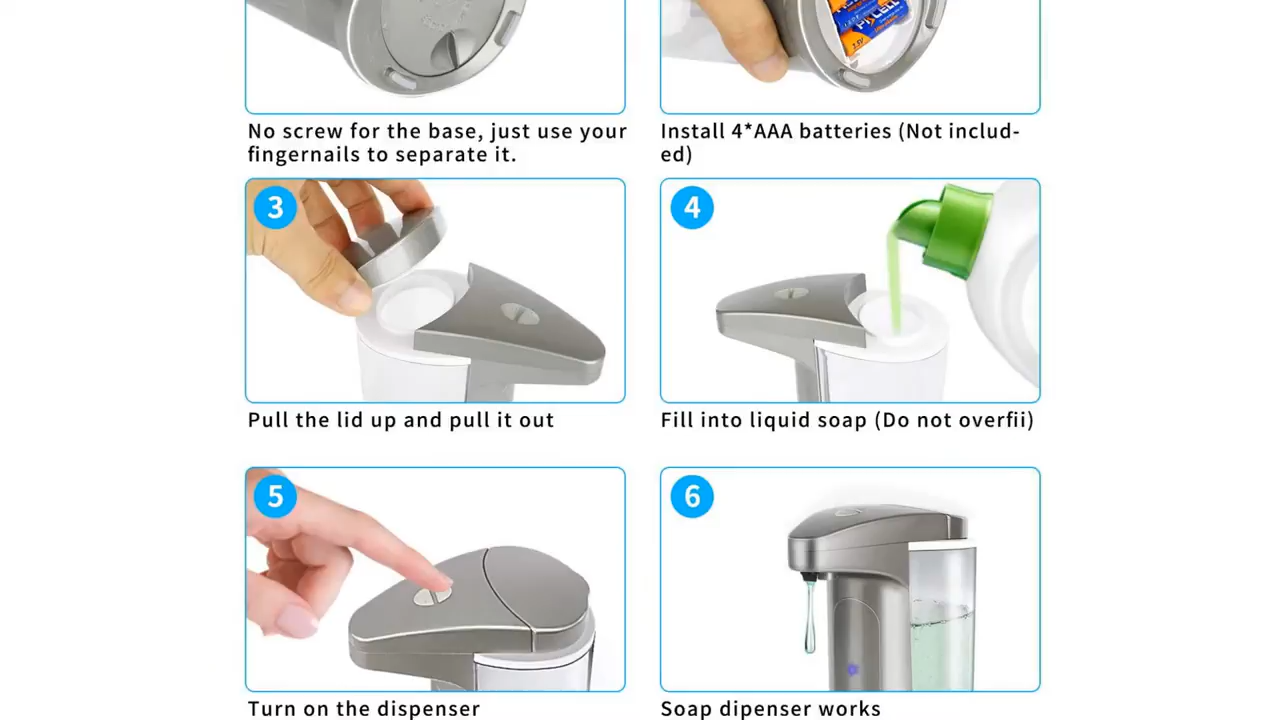 No screw for the base, just use your
fingernails to separate it.
Install 4*AAA batteries (Not includ-
ed)
3
Pull the lid up and pull it out
4
Fill into liquid soap (Do not overfii)
5
Turn on the dispenser
6
Soap dipenser works